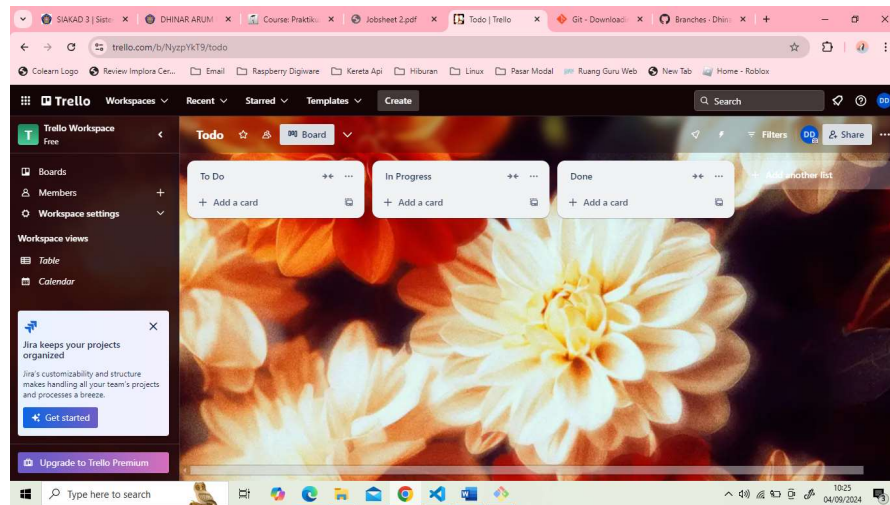 SIAKAD 3 | Siste
DHINAR ARUM
Course: Praktiku
Jobsheet 2.pdf
Todo | Trello
Git - Downloadi
Branches · Dhin
trello.com/b/NyzpYkT9/todo
Colearn Logo Review Implora Cer... Email Raspberry Digiware Kereta Api Hiburan Linux Pasar Modal Ruang Guru Web New Tab Home - Roblox
Trello Workspaces Recent Starred Templates Create Search DD
Trello Workspace
Free
Todo Board Filters DD Share
Boards
Members
Workspace settings
Workspace views
Table
Calendar
To Do
+ Add a card
In Progress
+ Add a card
Done
+ Add a card
+ Add another list
Jira keeps your projects
organized
Jira's customizability and structure
makes handling all your team's projects
and processes a breeze.
Get started
Upgrade to Trello Premium
Type here to search
10:25
04/09/2024
3